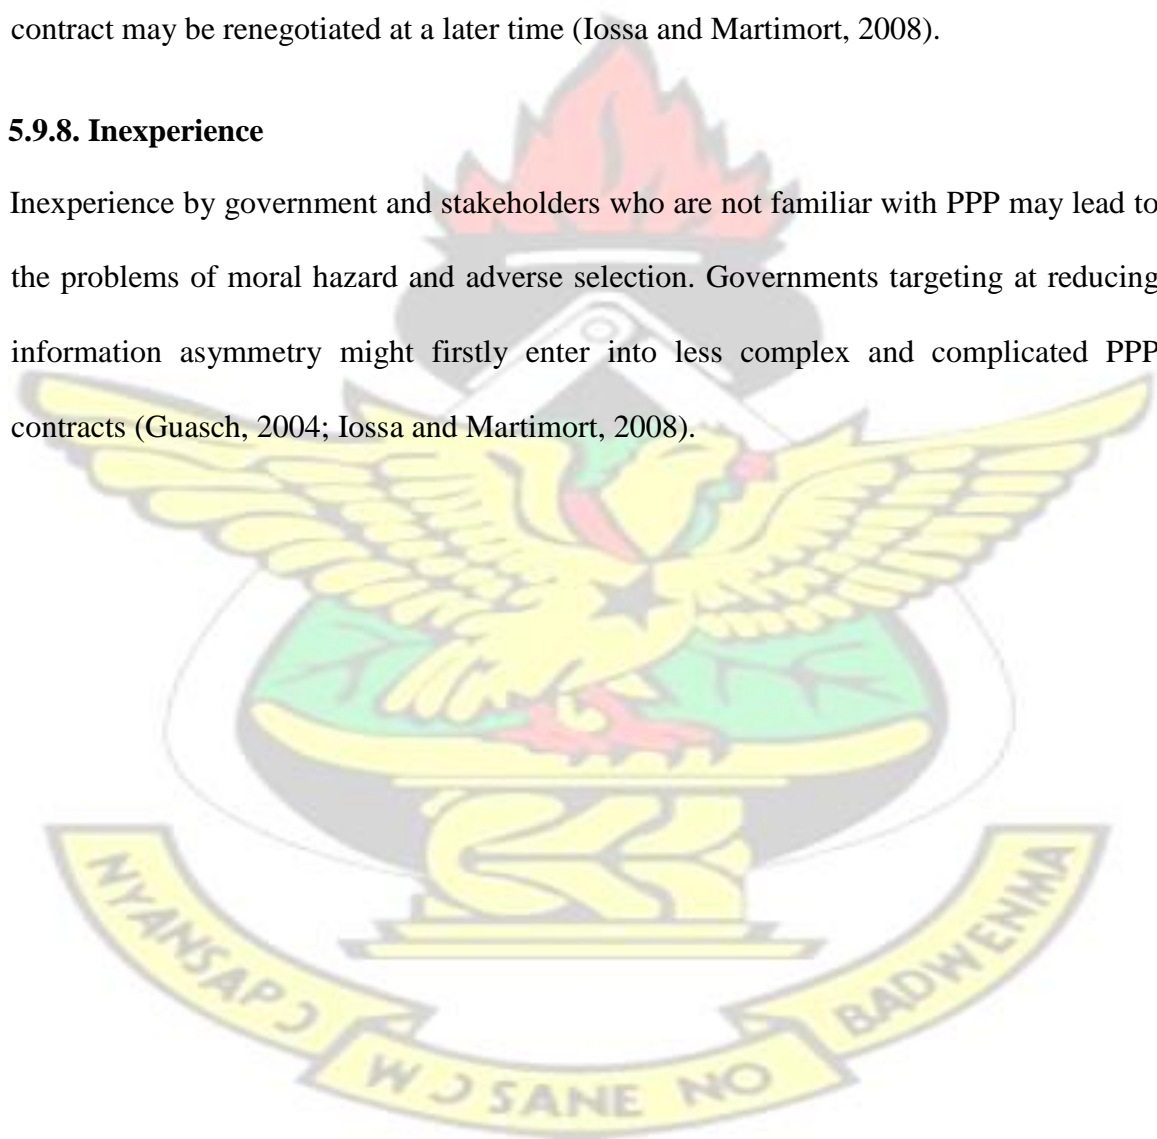 contract may be renegotiated at a later time (Iossa and Martimort, 2008).
5.9.8. Inexperience
Inexperience by government and stakeholders who are not familiar with PPP may lead to
the problems of moral hazard and adverse selection. Governments targeting at reducing
information asymmetry might firstly enter into less complex and complicated PPP
contracts (Guasch, 2004; Iossa and Martimort, 2008).
NYANSAPƆ
WƆSANE NO
BADWENMA